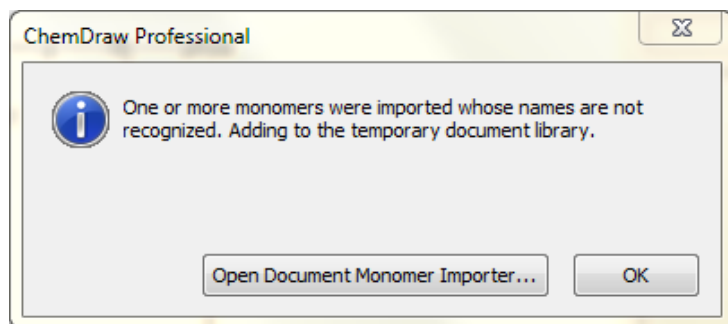 ChemDraw Professional
One or more monomers were imported whose names are not
recognized. Adding to the temporary document library.
Open Document Monomer Importer...
OK